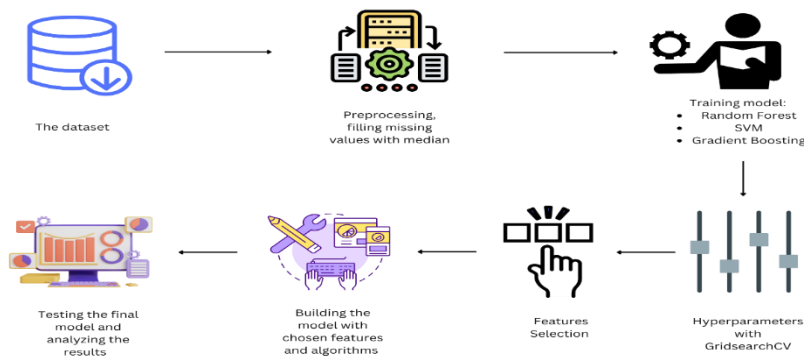 The dataset
Preprocessing,
filling missing
values with median
Training model:
• Random Forest
• SVM
• Gradient Boosting
Hyperparameters
with
GridsearchCV
Features
Selection
Building the
model with
chosen features
and algorithms
Testing the final
model and
analyzing the
results